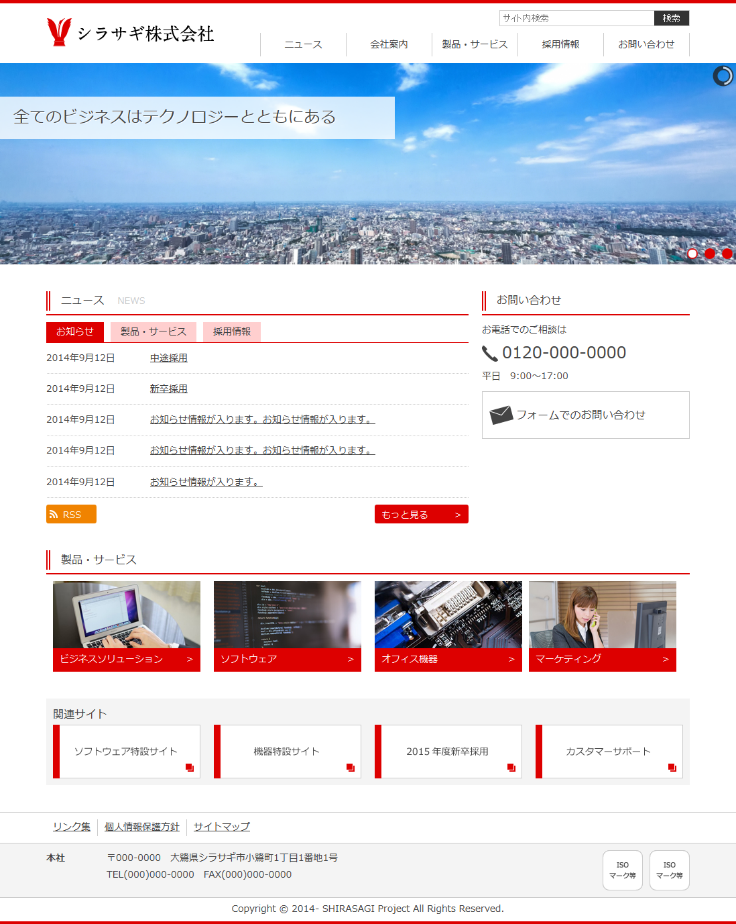 サイト内検索
検索
シラサギ株式会社
ニュース
会社案内
製品・サービス
採用情報
お問い合わせ
全てのビジネスはテクノロジーとともにある
ニュース NEWS
お知らせ
製品・サービス
採用情報
2014年9月12日 中途採用
2014年9月12日 新卒採用
2014年9月12日 お知らせ情報が入ります。お知らせ情報が入ります。
2014年9月12日 お知らせ情報が入ります。お知らせ情報が入ります。
2014年9月12日 お知らせ情報が入ります。
RSS
もっと見る >
お問い合わせ
お電話でのご相談は
0120-000-0000
平日 9:00～17:00
フォームでのお問い合わせ
製品・サービス
ビジネスソリューション >
ソフトウェア >
オフィス機器 >
マーケティング >
関連サイト
ソフトウェア特設サイト
機器特設サイト
2015年度新卒採用
カスタマーサポート
リンク集
個人情報保護方針
サイトマップ
本社 〒000-0000 大鷺県シラサギ市小鷺町1丁目1番地1号
TEL(000)000-0000 FAX(000)000-0000
ISO
マーク等
ISO
マーク等
Copyright © 2014- SHIRASAGI Project All Rights Reserved.